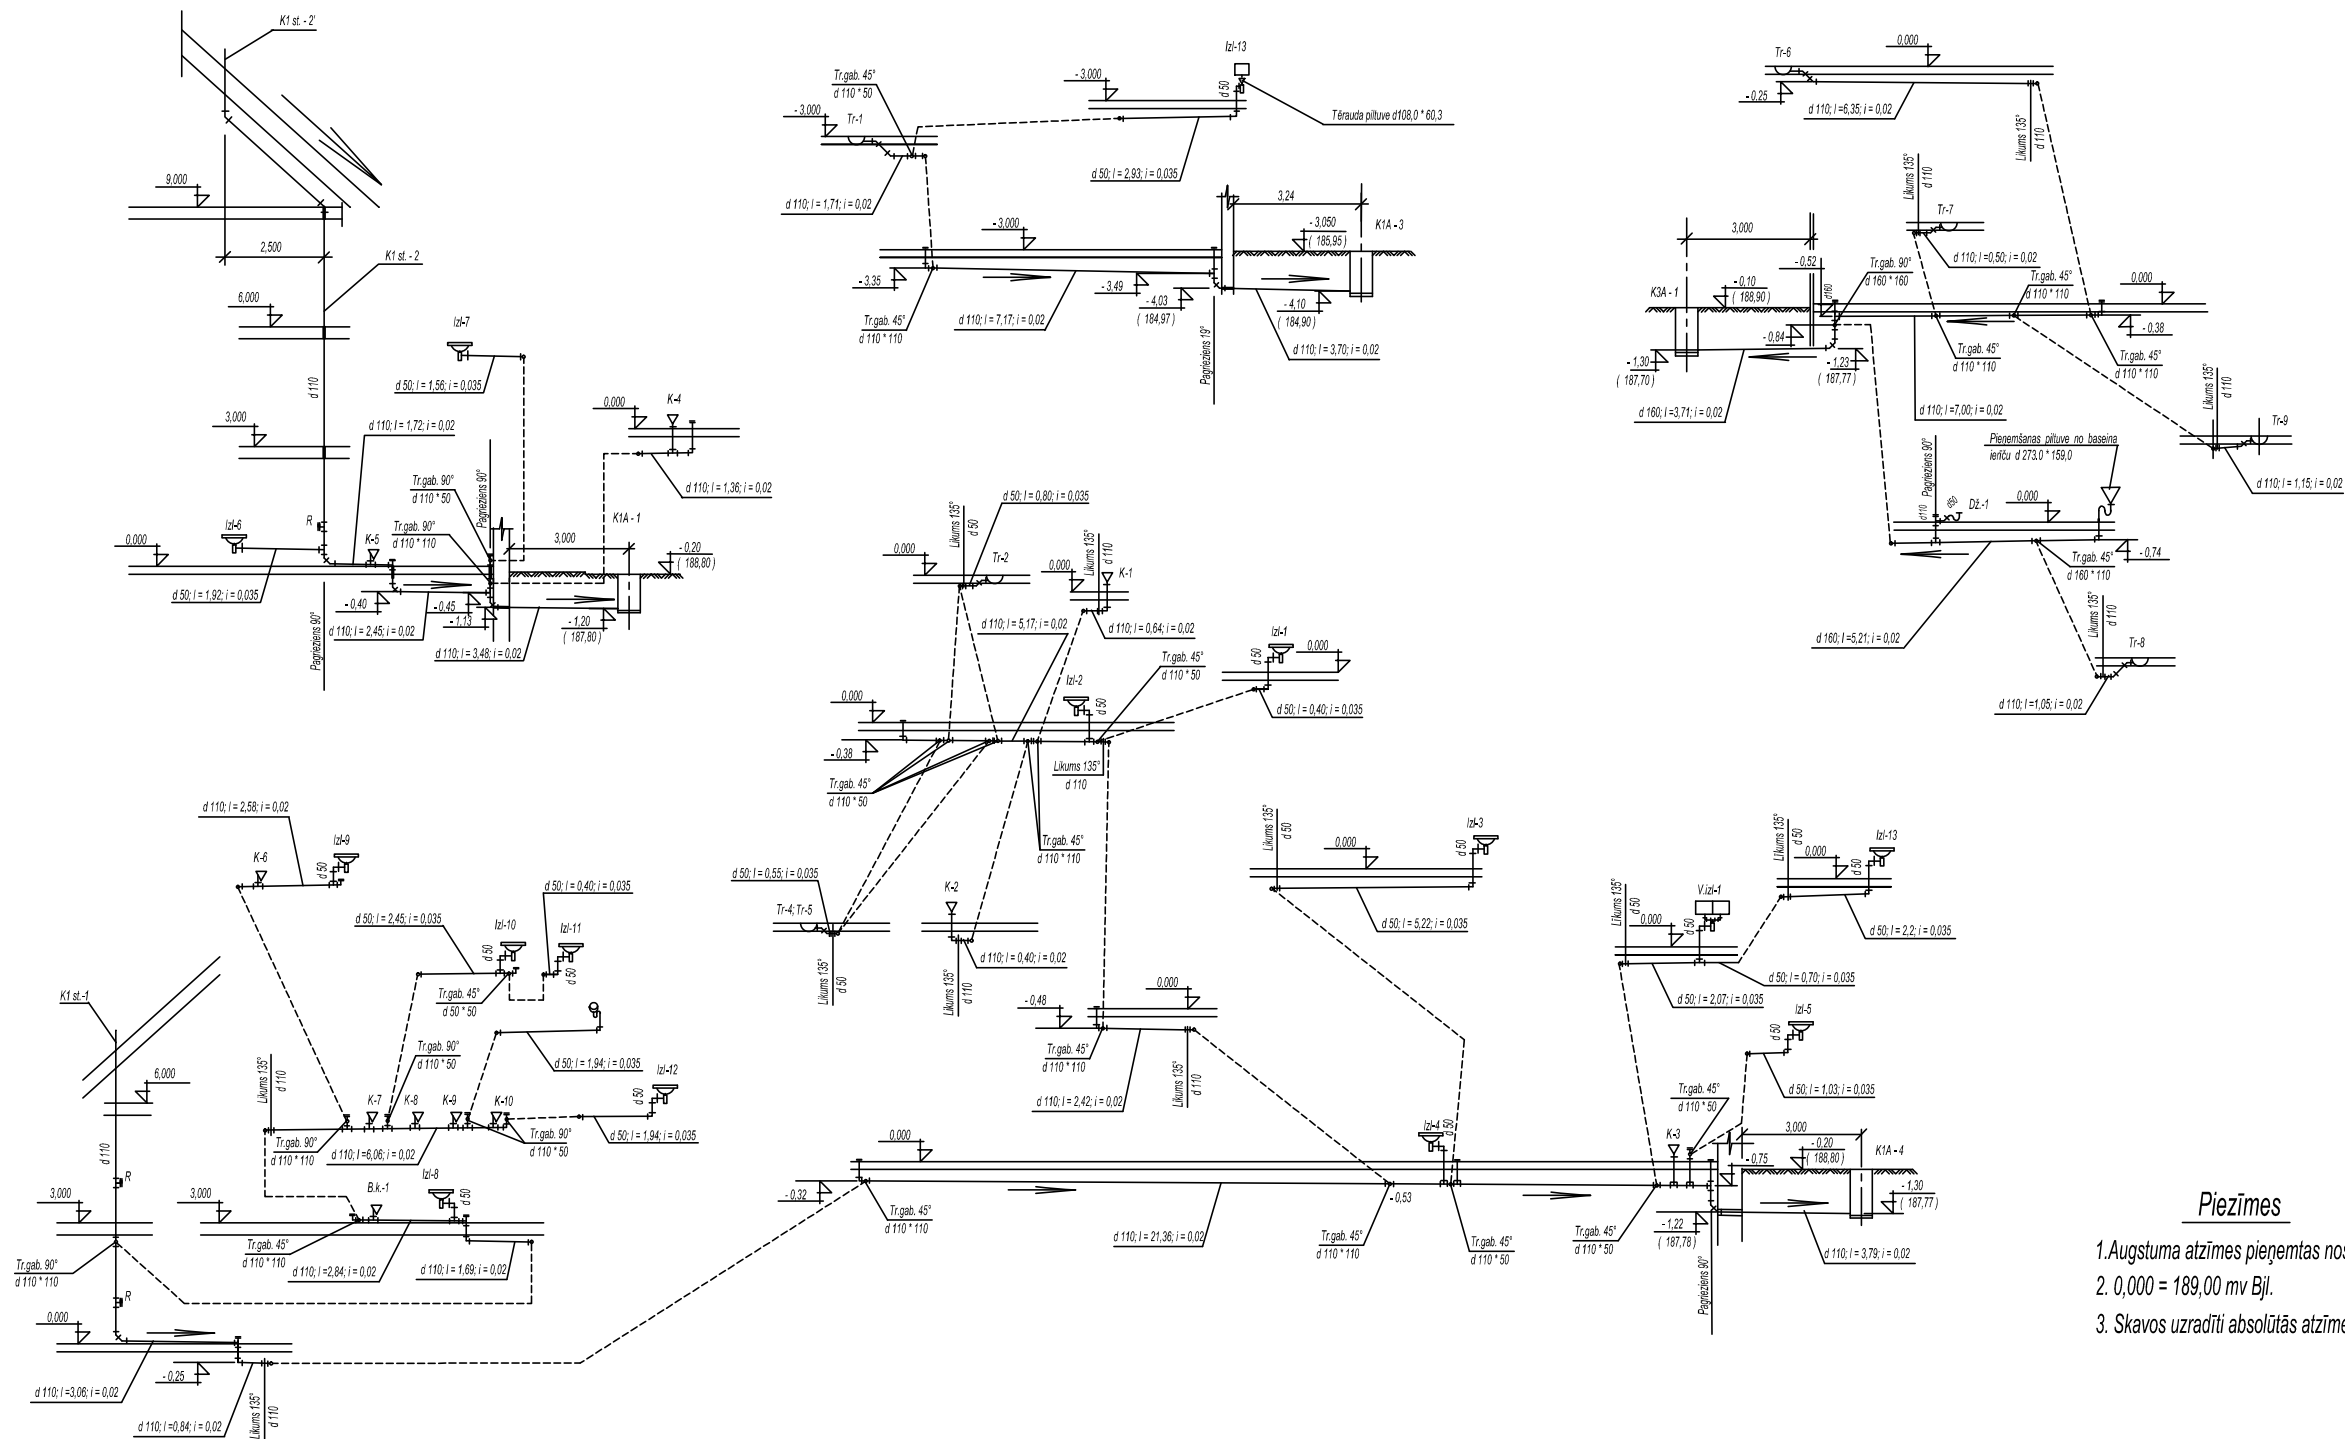 K1 st. - 2'
9,000
2,500
K1 st. - 2
6,000
Izl-7
d 50; l = 1,56; i = 0,035
d 110
3,000
d 110; l = 1,72; i = 0,02
0,000
K-4
d 110; l = 1,36; i = 0,02
Tr.gab. 90°
d 110 * 50
Pagrieziens 90°
Tr.gab. 90°
d 110 * 110
K1A - 1
3,000
- 0,20
( 188,80)
Izl-6
R
K-5
0,000
d 50; l = 1,92; i = 0,035
- 0,40
- 0,45
- 1,13
- 1,20
( 187,80)
d 110; l = 2,45; i = 0,02
d 110; l = 3,48; i = 0,02
Pagrieziens 90°
Izl-13
Tr.gab. 45°
d 110 * 50
- 3,000
d 50
Tērauda piltuve d108,0 * 60,3
- 3,000
Tr-1
d 50; l = 2,93; i = 0,035
d 110; l = 1,71; i = 0,02
3,24
- 3,000
- 3,050
( 185,95)
K1A - 3
- 3,35
- 3,49
- 4,03
( 184,97)
- 4,10
( 184,90)
Tr.gab. 45°
d 110 * 110
d 110; l = 7,17; i = 0,02
d 110; l = 3,70; i = 0,02
Pagrieziens 19°
Tr-6
0,000
- 0.25
d 110; l =6,35; i = 0,02
Līkums 135°
d 110
Līkums 135°
d 110
Tr-7
d 110; l =0,50; i = 0,02
3,000
- 0,52
Tr.gab. 90°
d 160 * 160
Tr.gab. 45°
d 110 * 110
0,000
K3A - 1
- 0,10
( 188,90)
d160
- 0.38
- 0,84
- 1,30
( 187,70)
- 1,23
( 187,77)
Tr.gab. 45°
d 110 * 110
Tr.gab. 45°
d 110 * 110
d 160; l =3,71; i = 0,02
d 110; l =7,00; i = 0,02
Līkums 135°
d 110
Tr-9
d 110; l = 1,15; i = 0,02
Pieņemšanas piltuve no baseina
ierīču d 273.0 * 159,0
Pagrieziens 90°
d110
d50
Dž.-1
0,000
- 0,74
Tr.gab. 45°
d 160 * 110
d 160; l =5,21; i = 0,02
Līkums 135°
d 110
Tr-8
d 110; l =1,05; i = 0,02
d 50; l = 0,80; i = 0,035
Līkums 135°
d 50
0,000
Tr-2
0,000
Līkums 135°
d 110
K-1
d 110; l = 5,17; i = 0,02
d 110; l = 0,64; i = 0,02
Izl-1
d 50
0,000
Tr.gab. 45°
d 110 * 50
Izl-2
d 50
d 50; l = 0,40; i = 0,035
0,000
- 0,38
Līkums 135°
d 110
Tr.gab. 45°
d 110 * 50
Tr.gab. 45°
d 110 * 110
d 50; l = 0,55; i = 0,035
Tr-4; Tr-5
Līkums 135°
d 50
K-2
d 110; l = 0,40; i = 0,02
Līkums 135°
d 110
- 0,48
0,000
Tr.gab. 45°
d 110 * 110
Līkums 135°
d 110
d 110; l = 2,42; i = 0,02
Līkums 135°
d 50
0,000
d 50
Izl-3
d 50; l = 5,22; i = 0,035
Līkums 135°
d 50
0,000
d 50
Izl-13
Līkums 135°
d 50
0,000
V.izl-1
d 50
d 50; l = 2,2; i = 0,035
d 50; l = 0,70; i = 0,035
d 50; l = 2,07; i = 0,035
Izl-5
d 50
d 50; l = 1,03; i = 0,035
Tr.gab. 45°
d 110 * 50
K-3
3,000
- 0,20
( 188,80)
K1A - 4
- 0,75
- 1,30
( 187,77)
- 1,22
( 187,78)
d 110; l = 3,79; i = 0,02
Pagrieziens 90°
0,000
- 0,32
Tr.gab. 45°
d 110 * 110
d 110; l = 21,36; i = 0,02
Izl-4
d 50
- 0,53
Tr.gab. 45°
d 110 * 110
Tr.gab. 45°
d 110 * 50
Tr.gab. 45°
d 110 * 50
d 110; l = 2,58; i = 0,02
K-6
Izl-9
d 50
d 50; l = 2,45; i = 0,035
d 50; l = 0,40; i = 0,035
Izl-10
d 50
Izl-11
d 50
Tr.gab. 45°
d 50 * 50
K1 st.-1
6,000
Līkums 135°
d 110
Tr.gab. 90°
d 110 * 50
d 50; l = 1,94; i = 0,035
Izl-12
d 50
K-7
K-8
K-9
K-10
Tr.gab. 90°
d 110 * 110
d 110; l =6,06; i = 0,02
Tr.gab. 90°
d 110 * 50
d 50; l = 1,94; i = 0,035
d 110
R
3,000
3,000
B.k.-1
Izl-8
d 50
Tr.gab. 45°
d 110 * 110
d 110; l =2,84; i = 0,02
d 110; l = 1,69; i = 0,02
Tr.gab. 90°
d 110 * 110
R
0,000
- 0,25
d 110; l =3,06; i = 0,02
d 110; l =0,84; i = 0,02
Līkums 135°
d 110
Piezīmes
1.Augstuma atzīmes pieņemtas
2. 0,000 = 189,00 mv Bjl.
3. Skavos uzradīti absolūtās